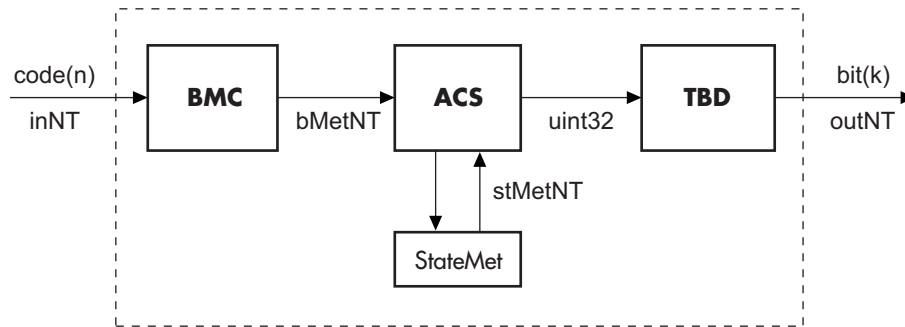 code(n)
inNT
BMC
bMetNT
ACS
uint32
TBD
bit(k)
outNT
stMetNT
StateMet